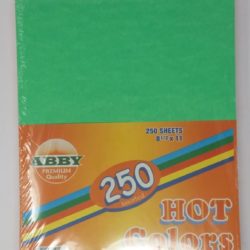 250 SHEETS
8½ x 11
ABBY
PREMIUM
Quality
250
HOT
Colors